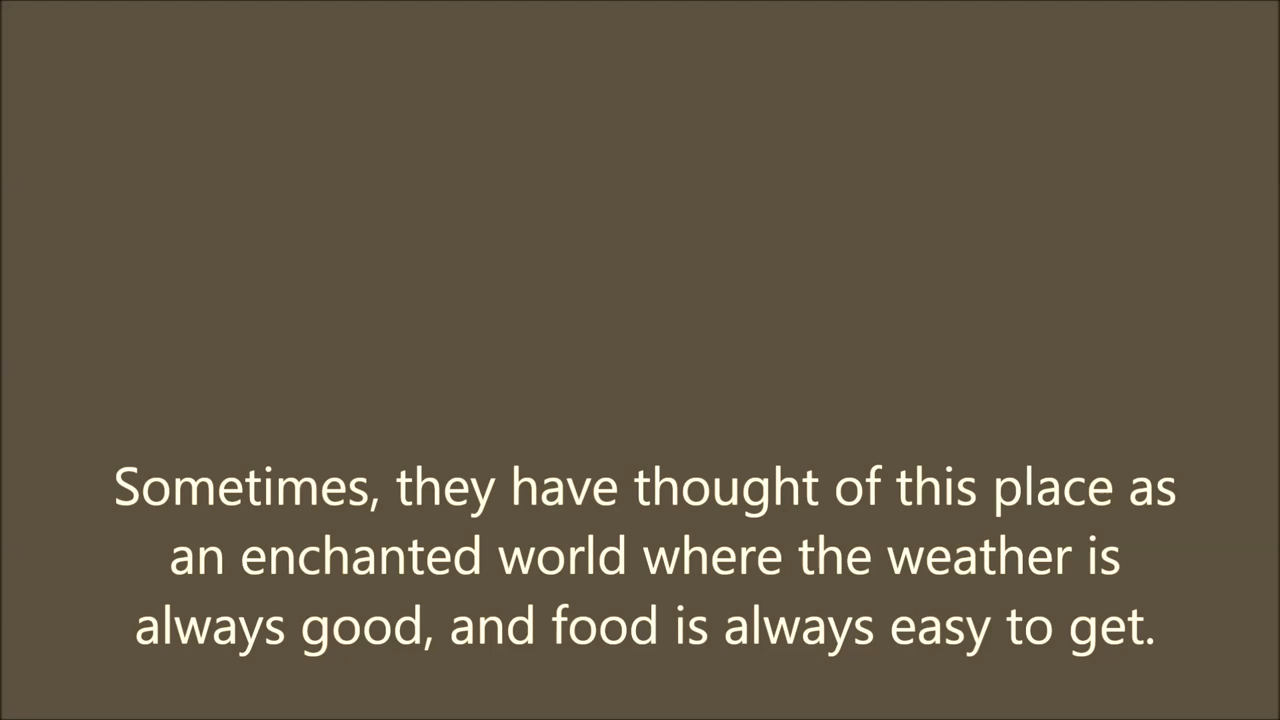 Sometimes, they have thought of this place as
an enchanted world where the weather is
always good, and food is always easy to get.